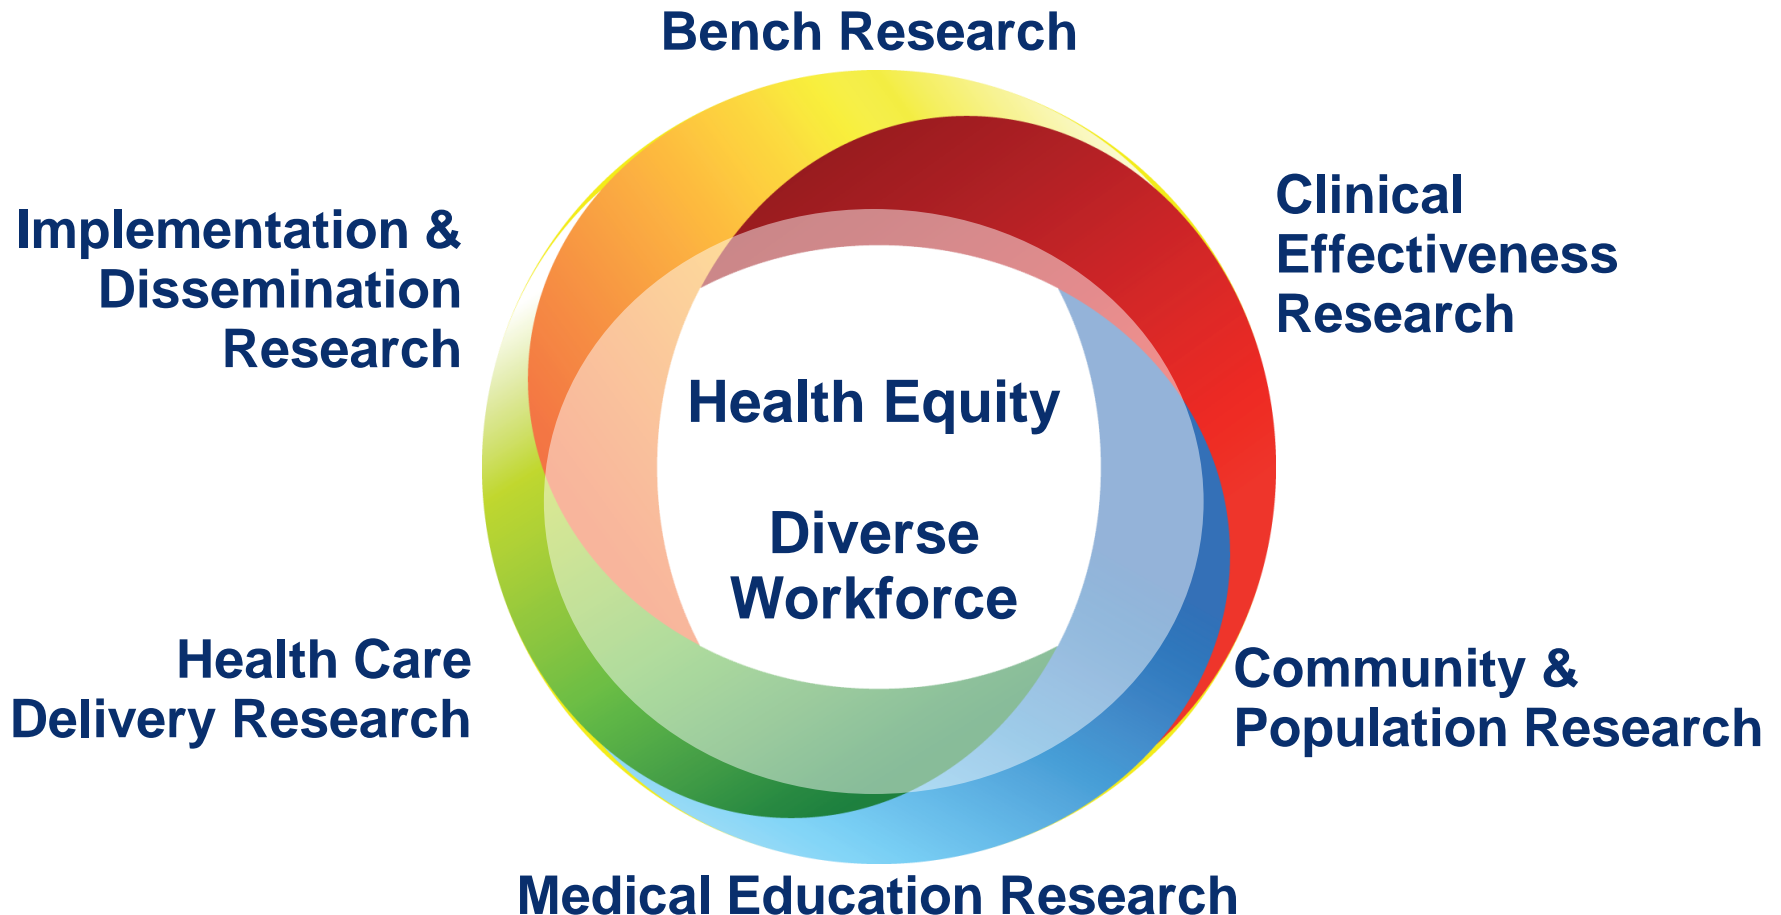 Bench Research
Clinical
Effectiveness
Research
Implementation &
Dissemination
Research
Health Equity
Diverse
Workforce
Health Care
Delivery Research
Community &
Population Research
Medical Education Research